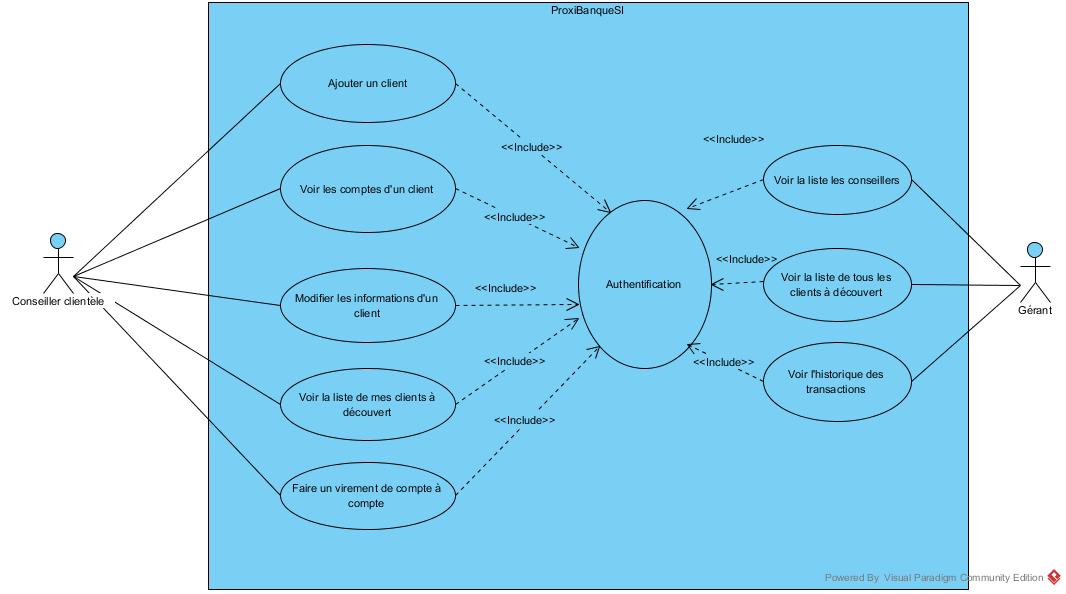 ProxiBanqueSI
Ajouter un client
<<Include>>
<<Include>>
Voir la liste les conseillers
Voir les comptes d'un client
<<Include>>
<<Include>>
Voir la liste de tous les
clients à découvert
Authentification
Conseiller clientèle
Gérant
Modifier les informations d'un
client
<<Include>>
<<Include>>
<<Include>>
Voir l'historique des
transactions
Voir la liste de mes clients à
découvert
<<Include>>
Faire un virement de compte à
compte
Powered By Visual Paradigm Community Edition